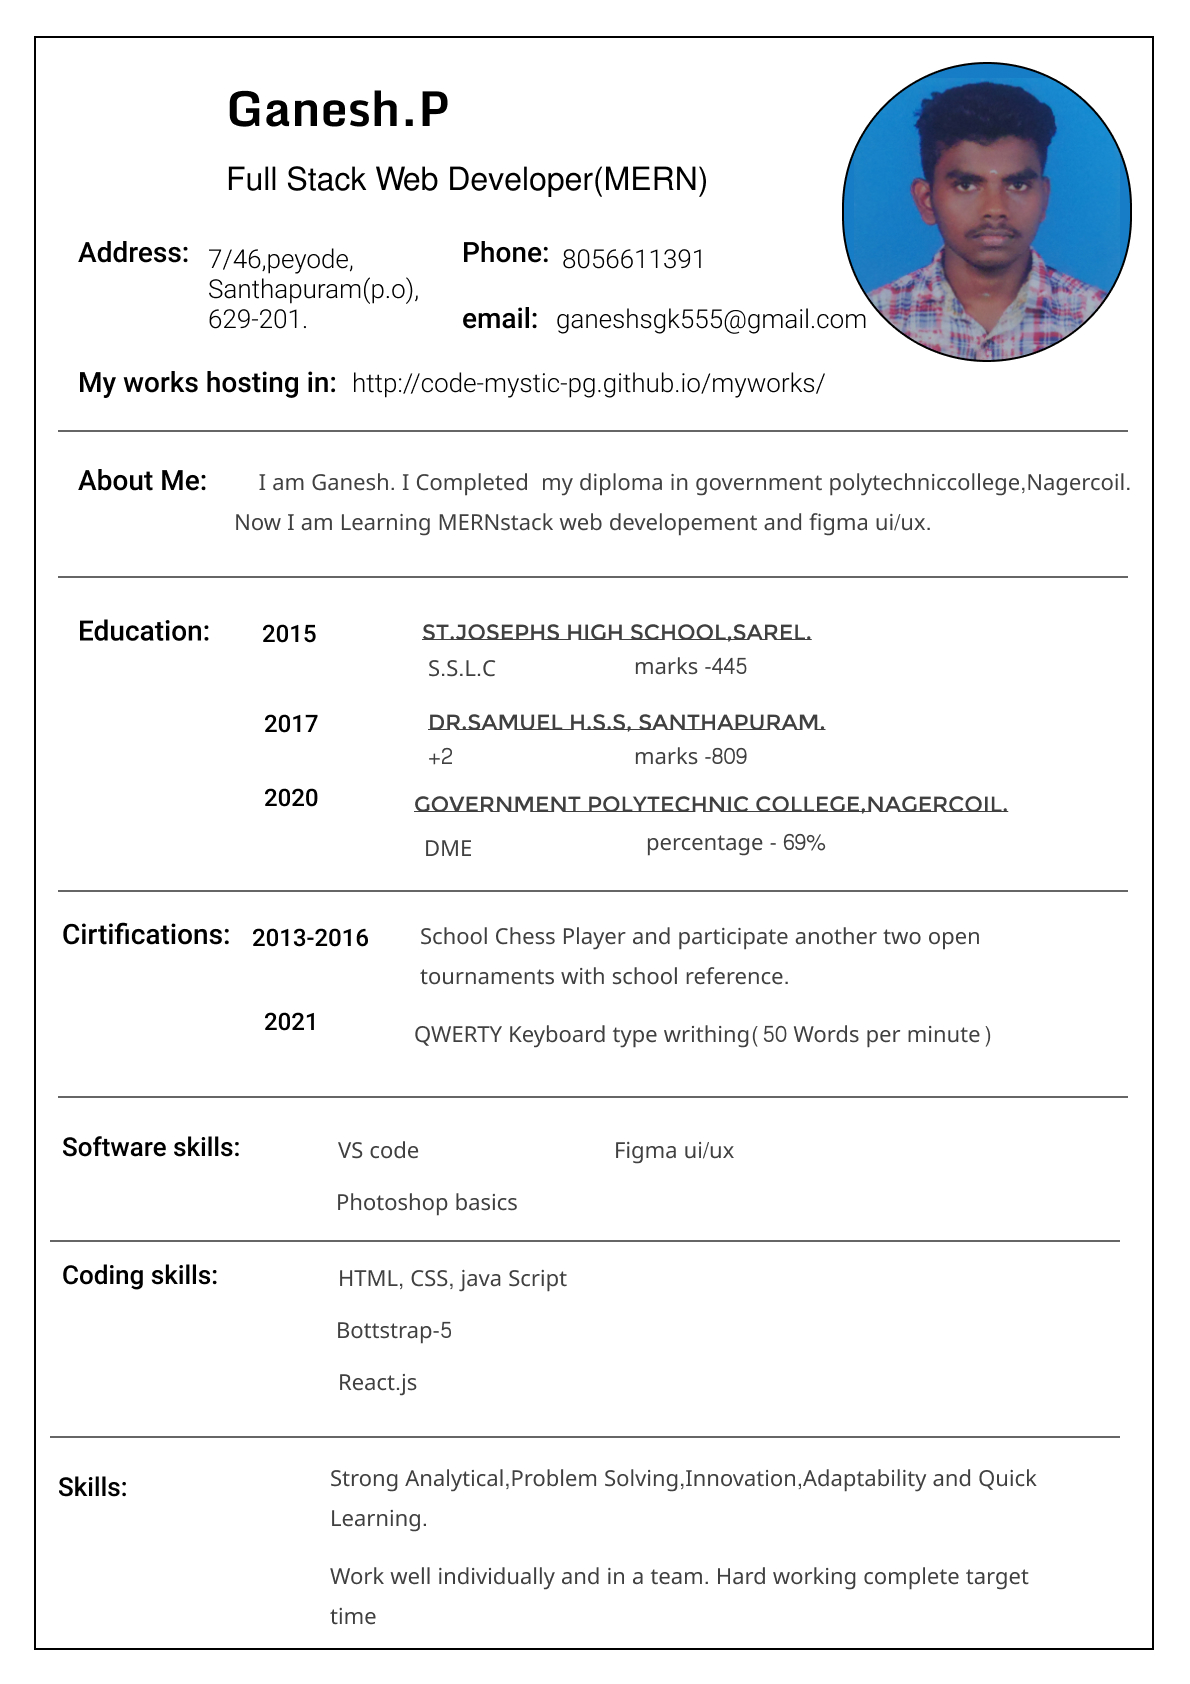 Ganesh.P
Full Stack Web Developer(MERN)
Address: 7/46,peyode,
Santhapuram(p.o),
629-201.
Phone: 8056611391
email: ganeshsgk555@gmail.com
My works hosting in: http://code-mystic-pg.github.io/myworks/
About Me: I am Ganesh. I Completed my diploma in government polytechniccollege,Nagercoil.
Now I am Learning MERNstack web developement and figma ui/ux.
Education: 2015 ST.JOSEPHS HIGH SCHOOL,SAREL.
S.S.L.C marks -445
2017 DR.SAMUEL H.S.S, SANTHAPURAM.
+2 marks -809
2020 GOVERNMENT POLYTECHNIC COLLEGE,NAGERCOIL.
DME percentage - 69%
Cirtifications: 2013-2016 School Chess Player and participate another two open
tournaments with school reference.
2021 QWERTY Keyboard type writhing( 50 Words per minute )
Software skills: VS code Figma ui/ux
Photoshop basics
Coding skills: HTML, CSS, java Script
Bottstrap-5
React.js
Skills: Strong Analytical,Problem Solving,Innovation,Adaptability and Quick
Learning.
Work well individually and in a team. Hard working complete target
time